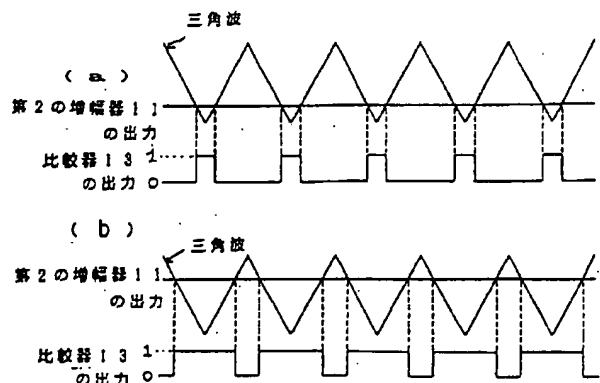 三角波
(a)
第2の増幅器11
の出力
比較器13 1
の出力 0
(b)
三角波
第2の増幅器11
の出力
比較器13 1
の出力 0